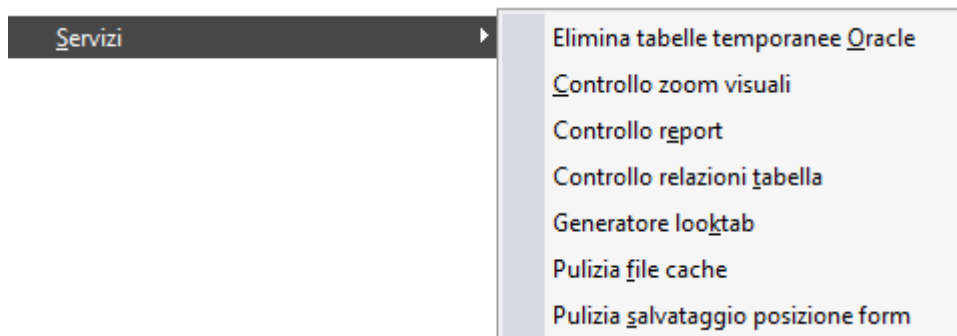 Servizi
Elimina tabelle temporanee Oracle
Controllo zoom visuali
Controllo report
Controllo relazioni tabella
Generatore looktab
Pulizia file cache
Pulizia salvataggio posizione form